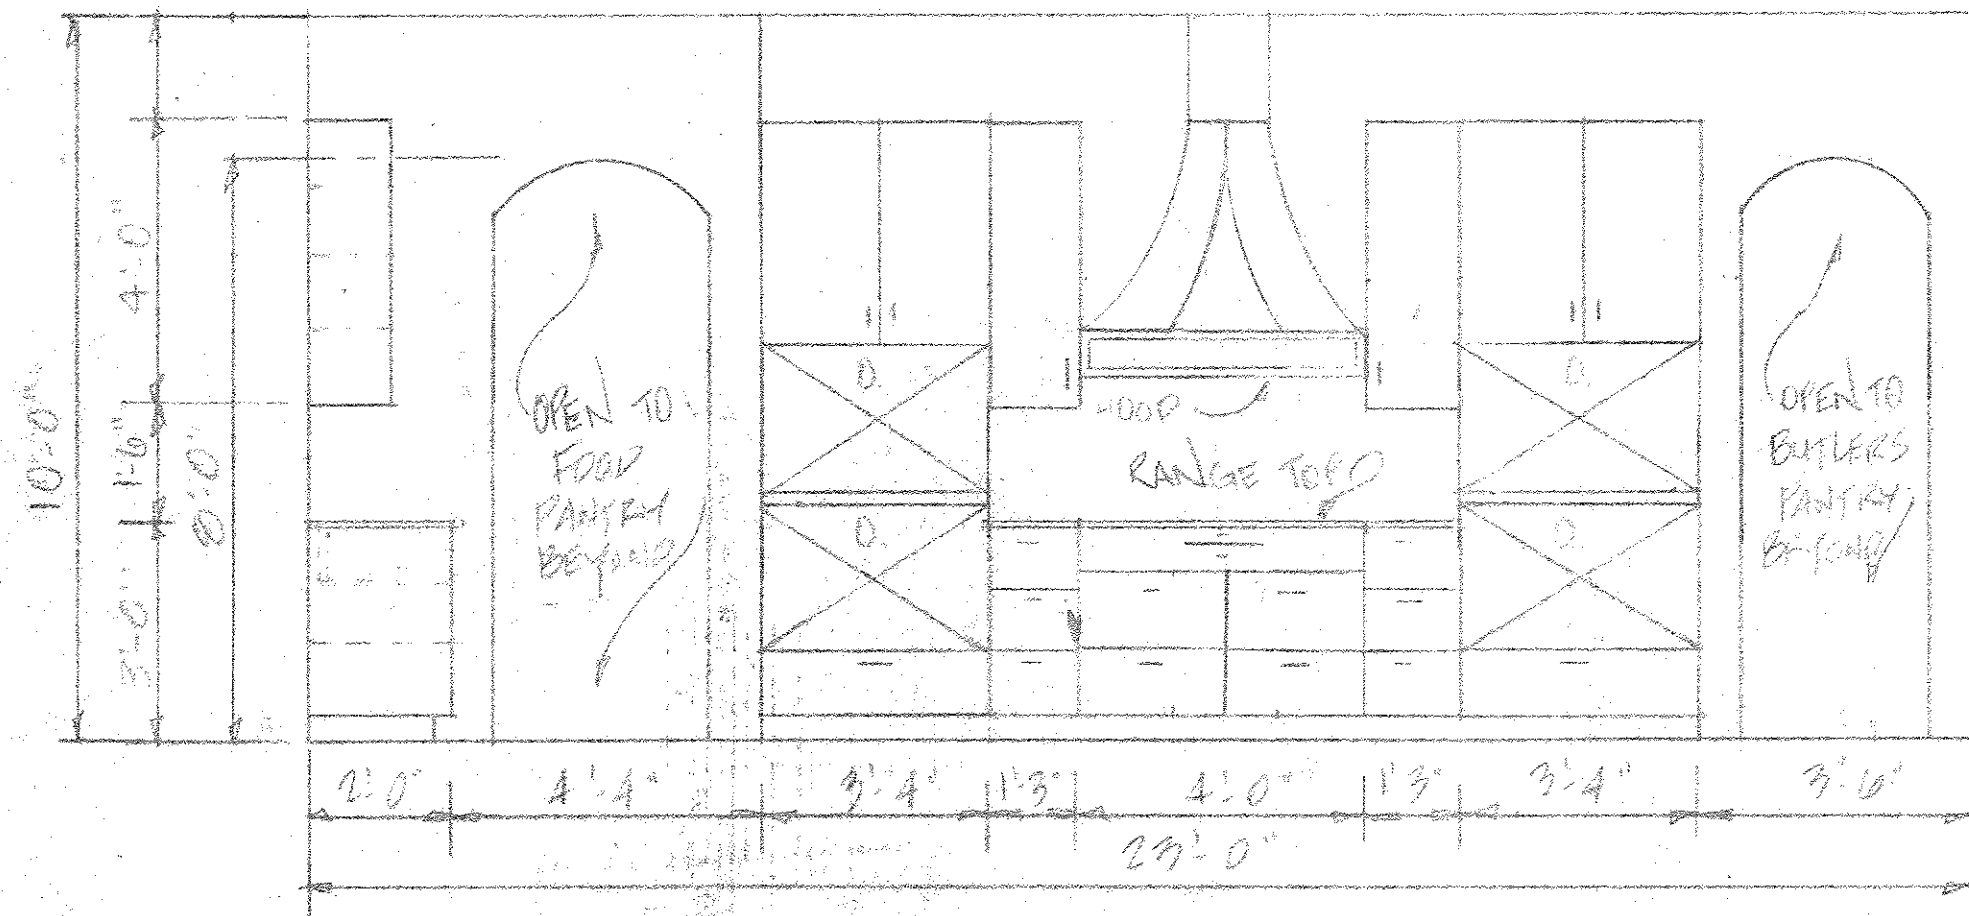 10'-0"
4'-0"
1'-6"
3'-0"
8'-0"
OPEN TO
FOOD
PANTRY
BEYOND
O.
O.
HOOD
RANGE TOP
O.
O.
OPEN TO
BUTLERS
PANTRY
BEYOND
2'-0"
4'-4"
3'-4"
1'3"
4'-0"
1'3"
3'-4"
3'-6"
23'-0"